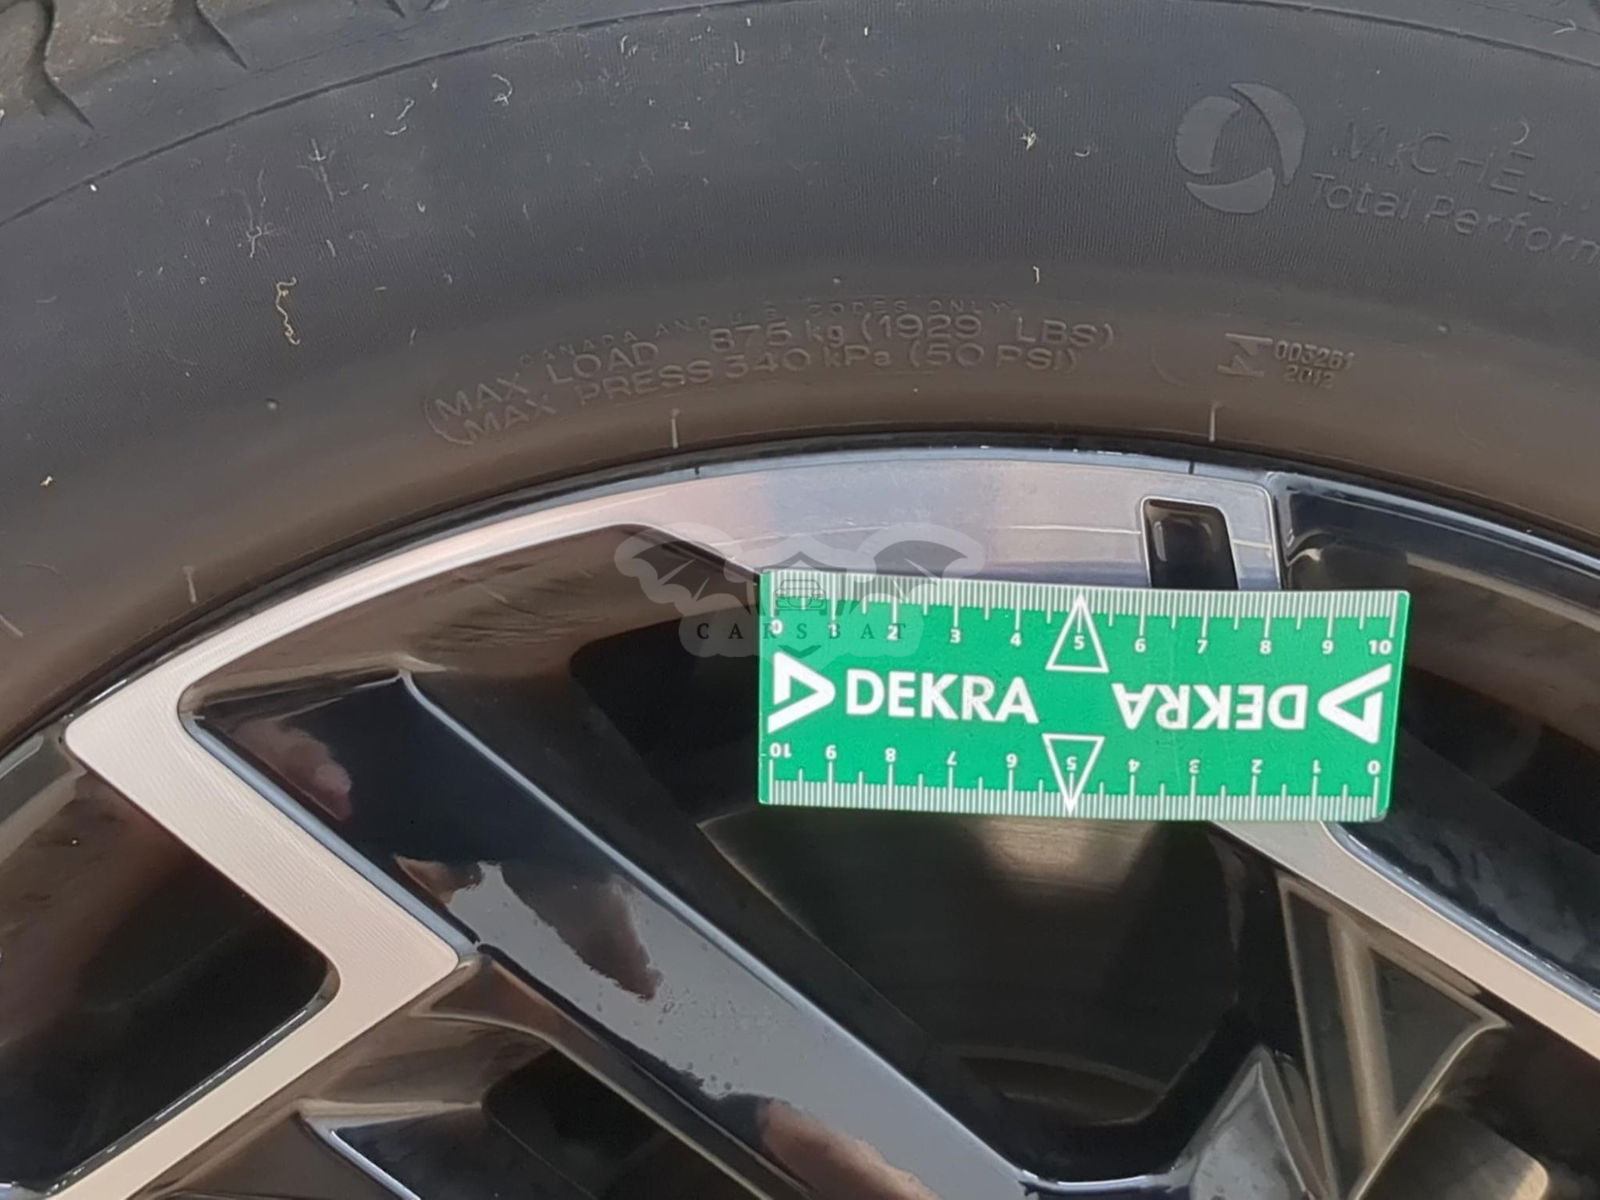 MICHEL
Total Perform
CANADA AND U.S. CODES ONLY
MAX LOAD 875 kg (1929 LBS)
MAX PRESS 340 kPa (50 PSI)
003261
2012
CARSBAT
0 1 2 3 4 5 6 7 8 9 10
DEKRA DEKRA
10 9 8 7 6 5 4 3 2 1 0